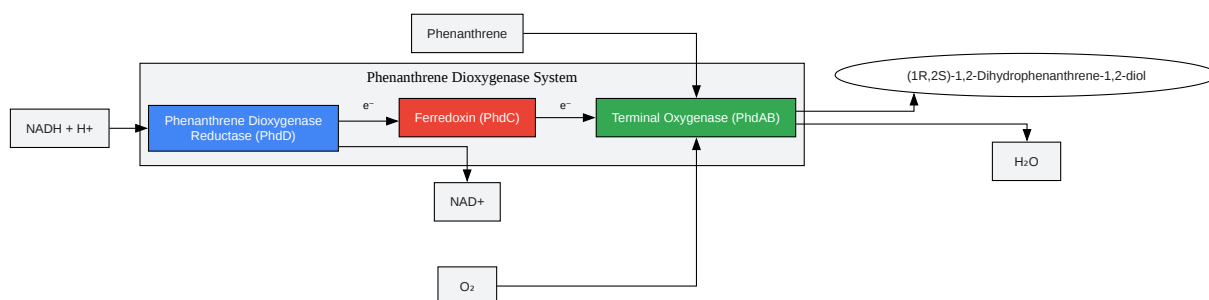 Phenanthrene
Phenanthrene Dioxygenase System
(1R,2S)-1,2-Dihydrophenanthrene-1,2-diol
NADH + H+
Phenanthrene Dioxygenase
Reductase (PhdD)
e⁻
Ferredoxin (PhdC)
e⁻
Terminal Oxygenase (PhdAB)
H₂O
NAD+
O₂